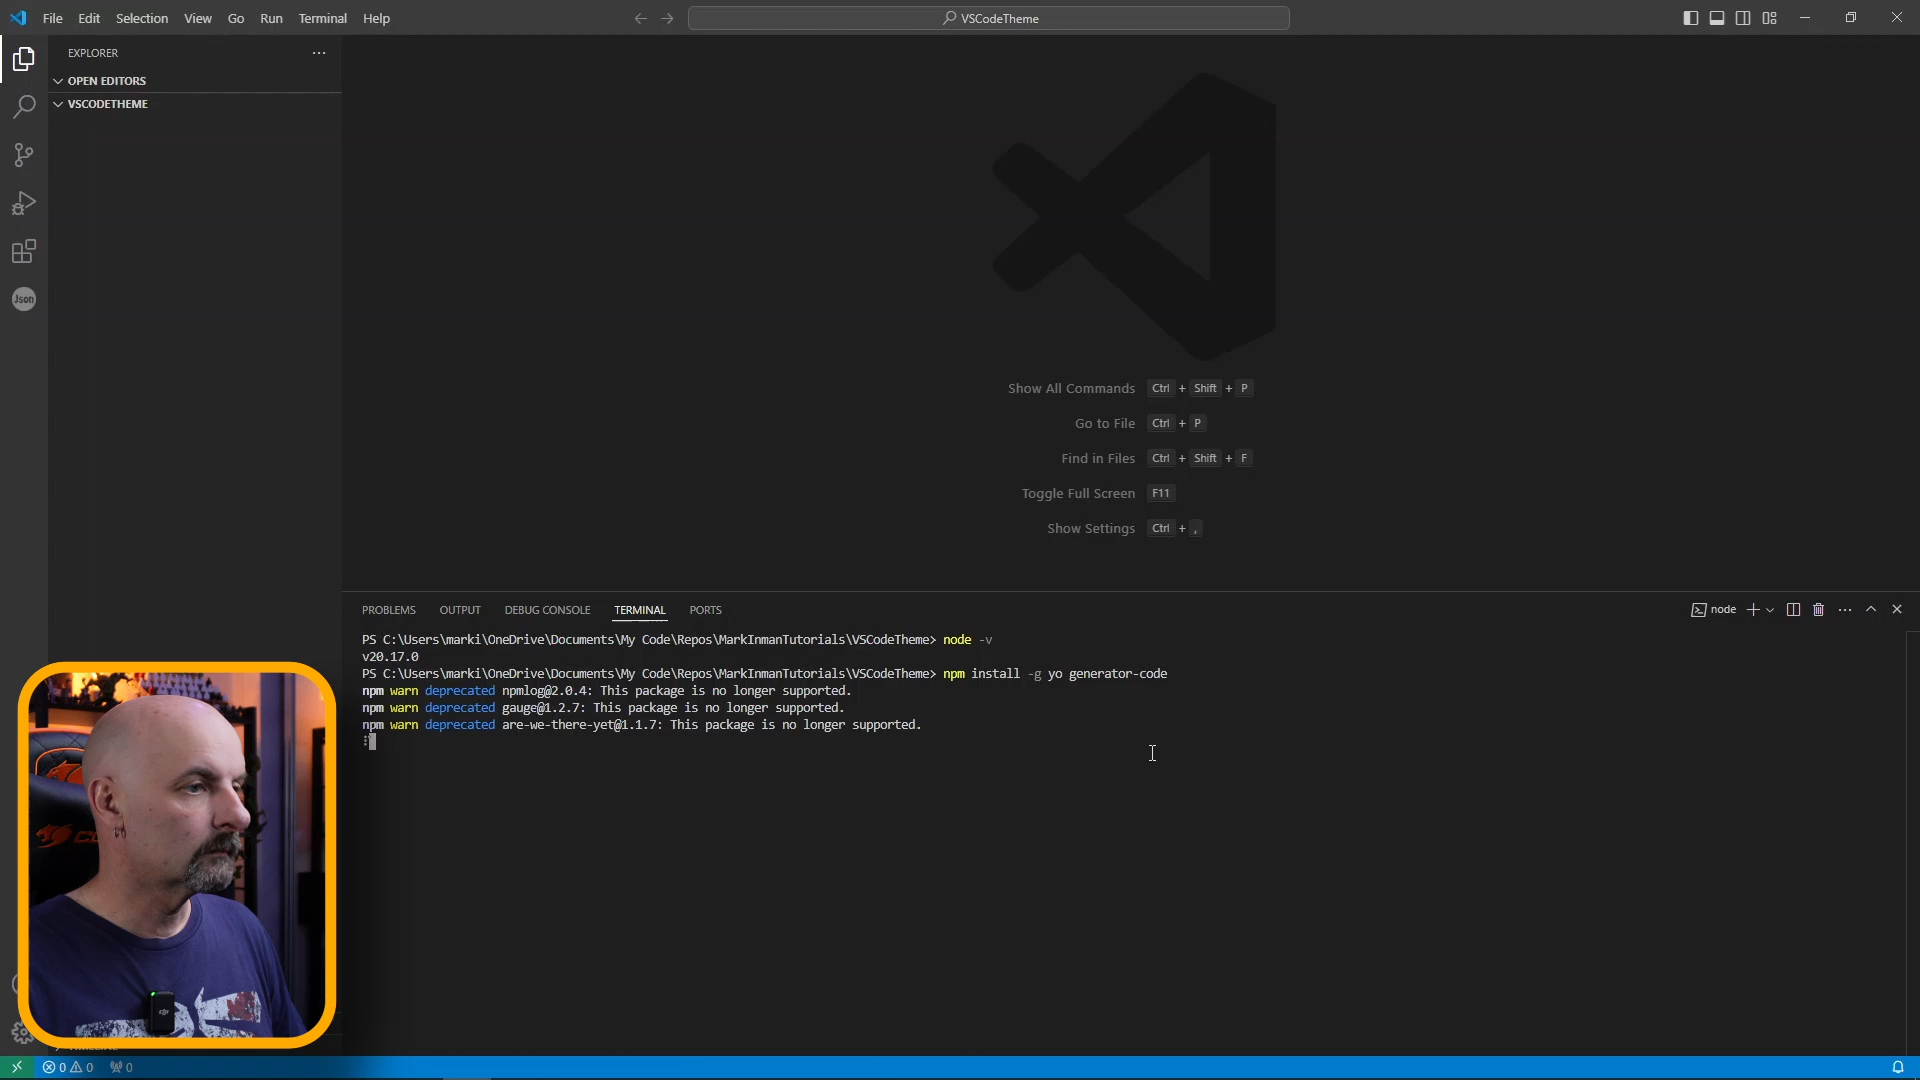 File Edit Selection View Go Run Terminal Help
VSCodeTheme
EXPLORER
OPEN EDITORS
VSCODETHEME
Json
Show All Commands Ctrl + Shift + P
Go to File Ctrl + P
Find in Files Ctrl + Shift + F
Toggle Full Screen F11
Show Settings Ctrl + ,
PROBLEMS OUTPUT DEBUG CONSOLE TERMINAL PORTS
node
PS C:\Users\marki\OneDrive\Documents\My Code\Repos\MarkInmanTutorials\VSCodeTheme> node -v
v20.17.0
PS C:\Users\marki\OneDrive\Documents\My Code\Repos\MarkInmanTutorials\VSCodeTheme> npm install -g yo generator-code
npm warn deprecated npmlog@2.0.4: This package is no longer supported.
npm warn deprecated gauge@1.2.7: This package is no longer supported.
npm warn deprecated are-we-there-yet@1.1.7: This package is no longer supported.
dji
0 0 0